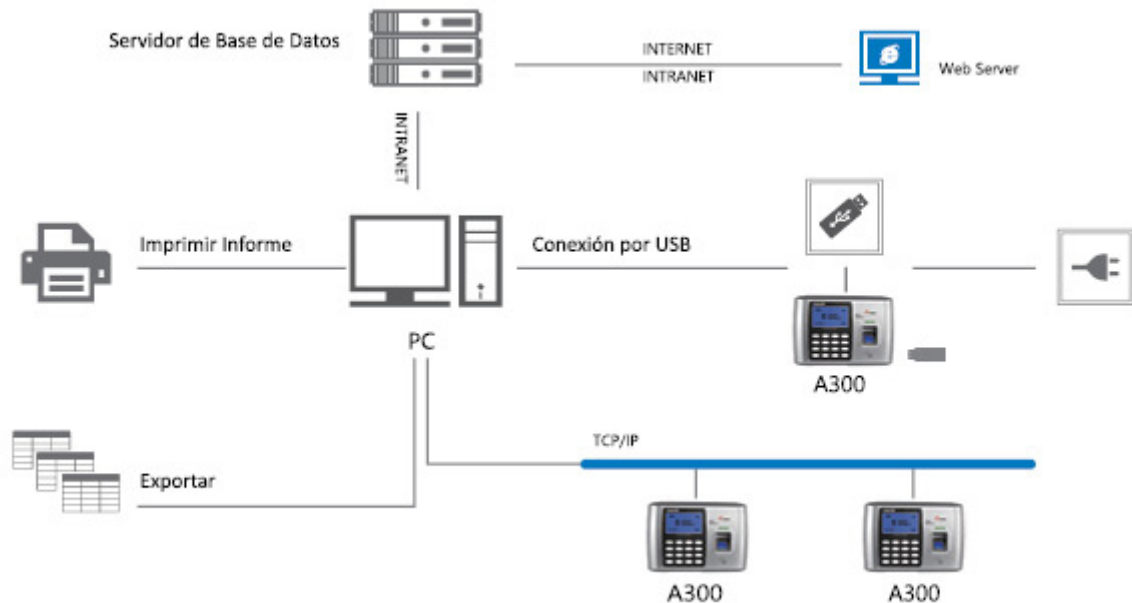 Servidor de Base de Datos
INTERNET
INTRANET
Web Server
INTRANET
Imprimir Informe
Conexión por USB
PC
A300
TCP/IP
Exportar
A300
A300